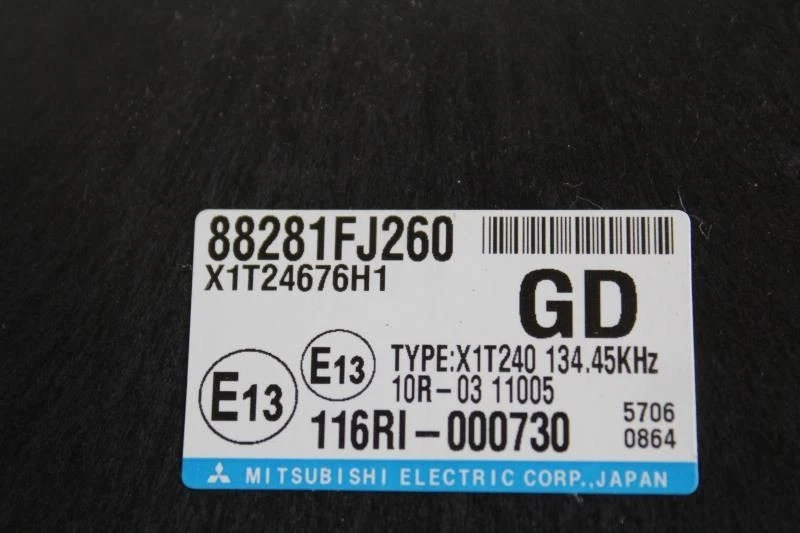 88281FJ260
X1T24676H1
GD
E13
E13
TYPE:X1T240 134.45KHz
10R-03 11005
116RI-000730
5706
0864
MITSUBISHI ELECTRIC CORP.,JAPAN